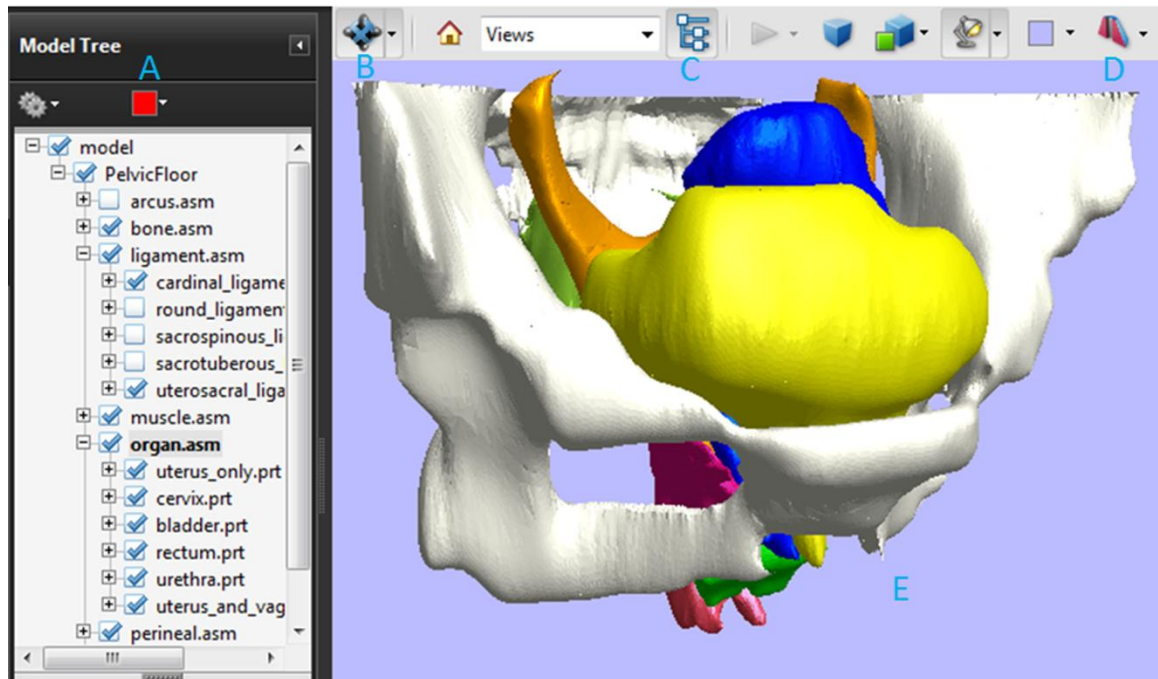 Model Tree
Views
A
B
C
D
model
PelvicFloor
arcus.asm
bone.asm
ligament.asm
cardinal_ligame
round_ligamen
sacrospinous_li
sacrotuberous_
uterosacral_liga
muscle.asm
organ.asm
uterus_only.prt
cervix.prt
bladder.prt
rectum.prt
urethra.prt
uterus_and_vag
perineal.asm
E